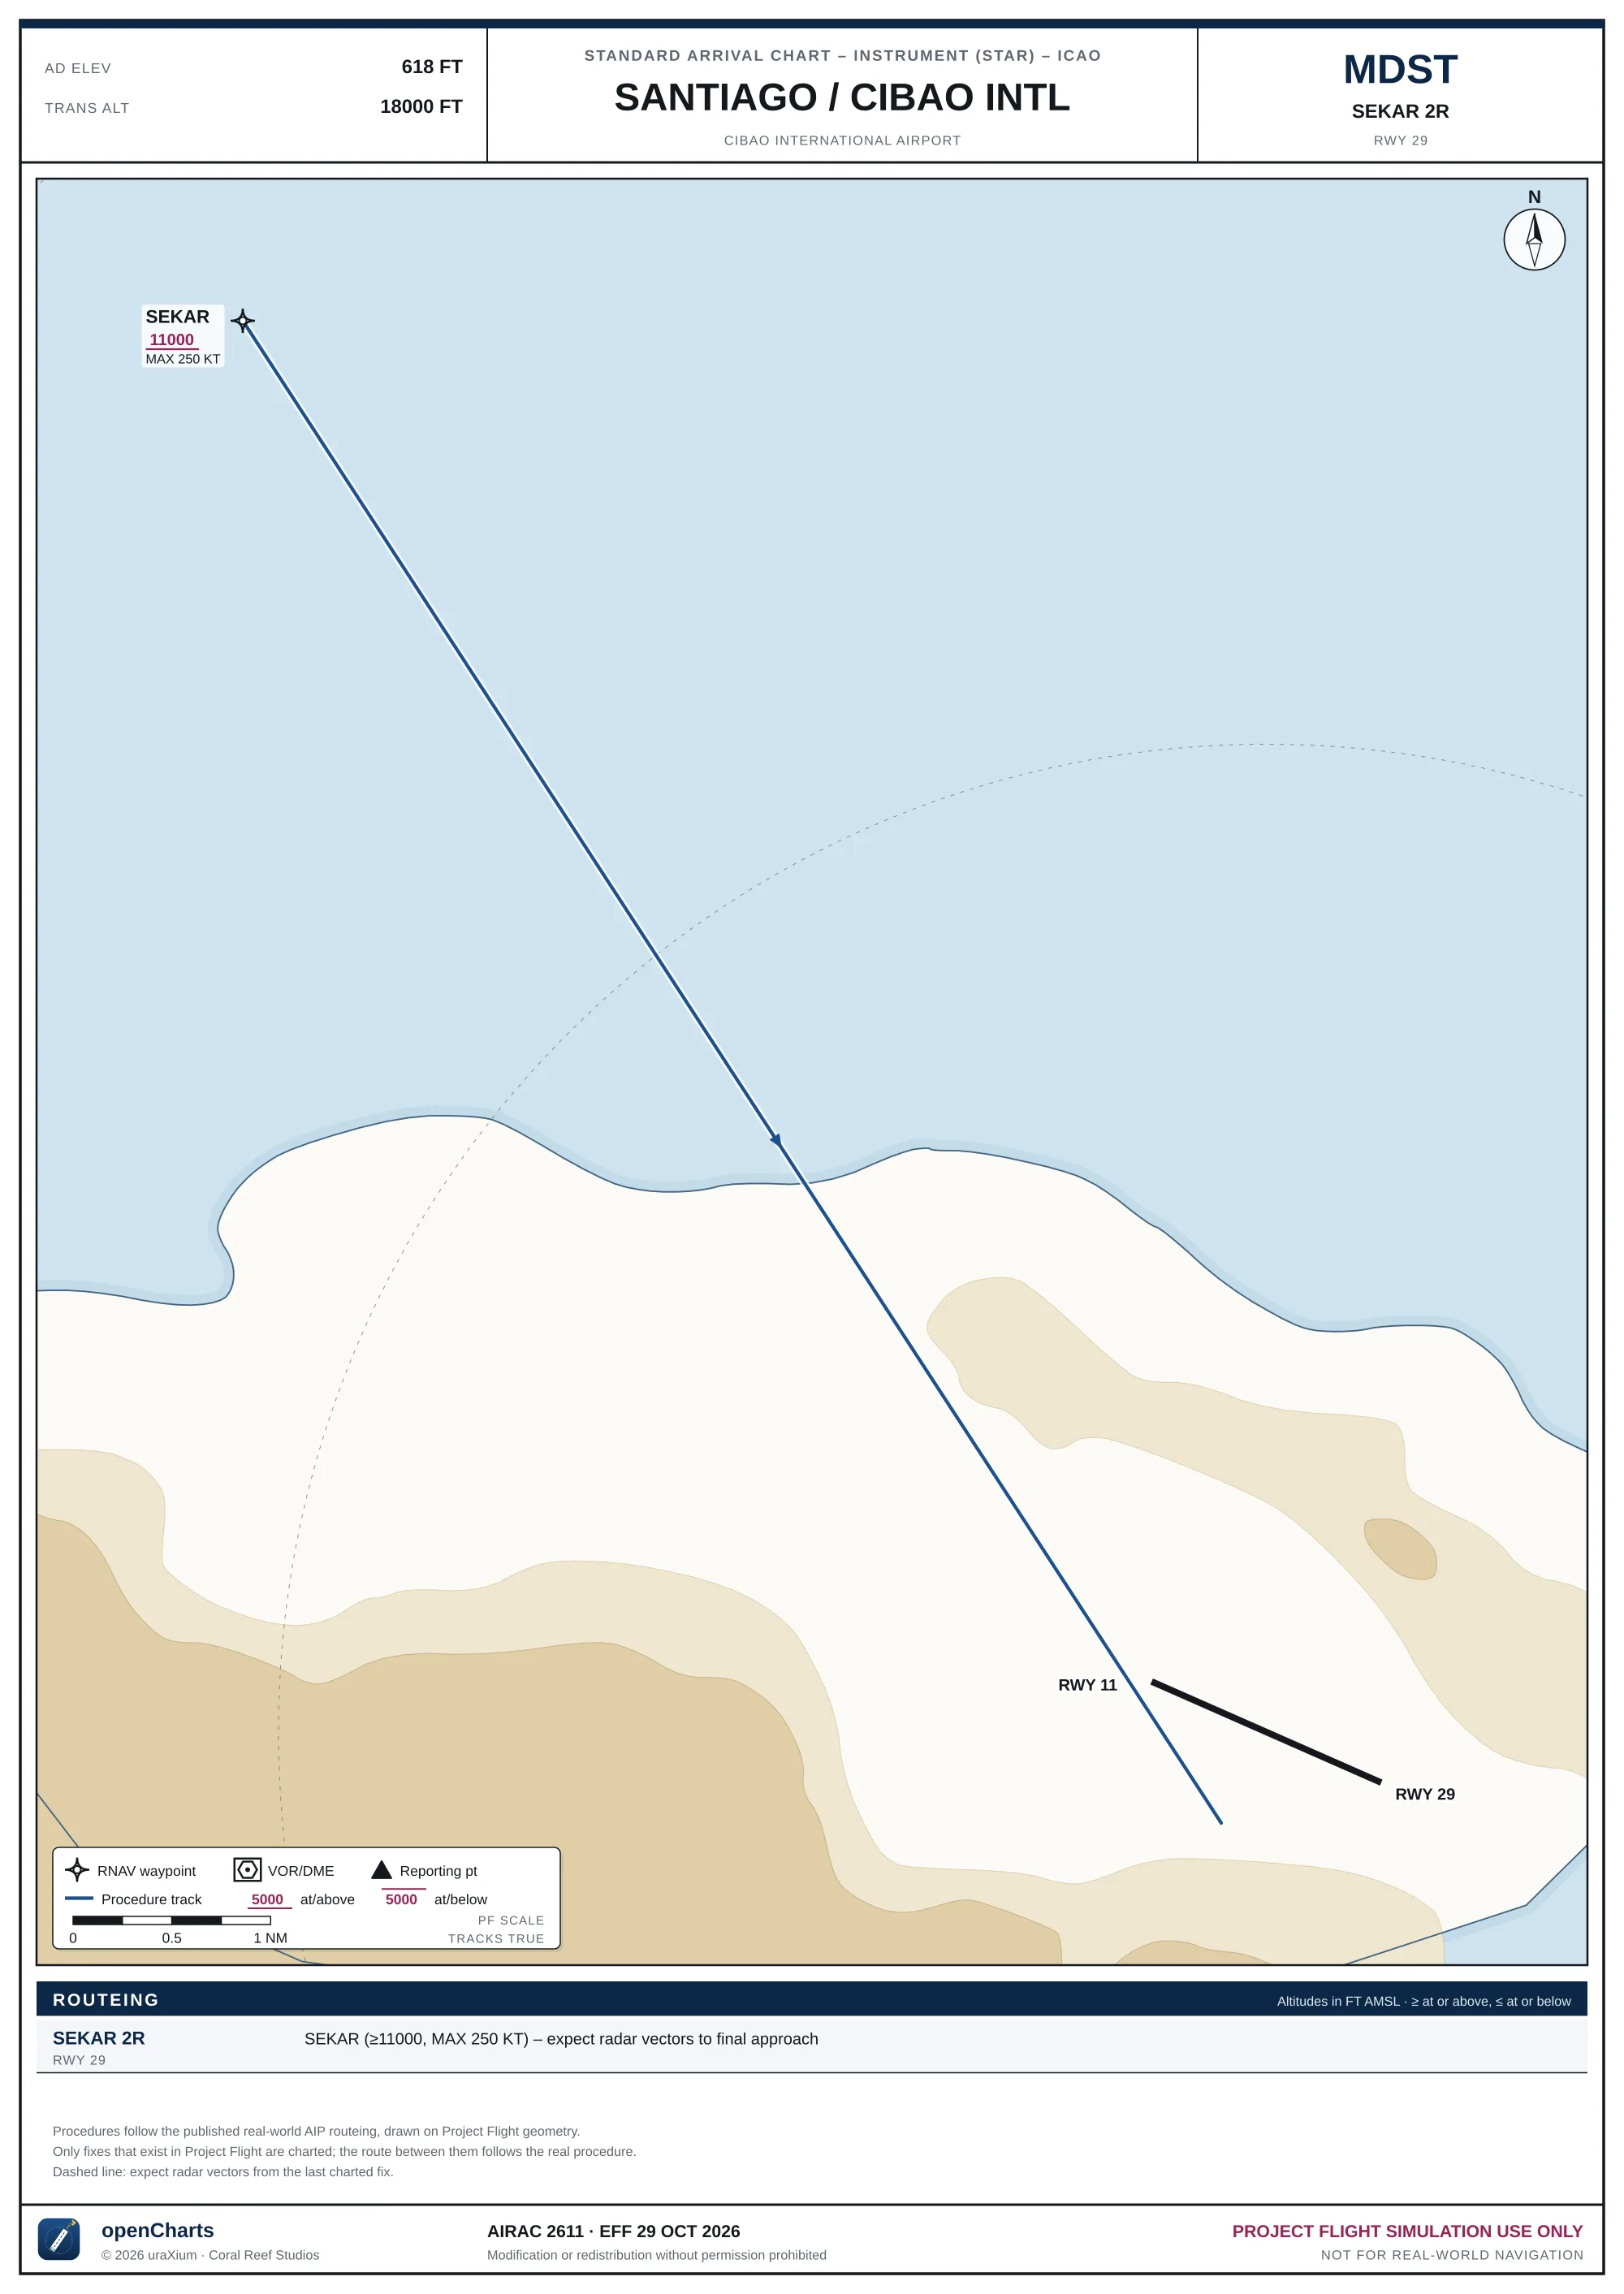 AD ELEV 618 FT
TRANS ALT 18000 FT
STANDARD ARRIVAL CHART – INSTRUMENT (STAR) – ICAO
SANTIAGO / CIBAO INTL
CIBAO INTERNATIONAL AIRPORT
MDST
SEKAR 2R
RWY 29
N
SEKAR
11000
MAX 250 KT
RWY 11
RWY 29
RNAV waypoint VOR/DME Reporting pt
Procedure track 5000 at/above 5000 at/below
PF SCALE
0 0.5 1 NM TRACKS TRUE
ROUTEING Altitudes in FT AMSL · ≥ at or above, ≤ at or below
SEKAR 2R SEKAR (≥11000, MAX 250 KT) – expect radar vectors to final approach
RWY 29
Procedures follow the published real-world AIP routeing, drawn on Project Flight geometry.
Only fixes that exist in Project Flight are charted; the route between them follows the real procedure.
Dashed line: expect radar vectors from the last charted fix.
openCharts
© 2026 uraXium · Coral Reef Studios
AIRAC 2611 · EFF 29 OCT 2026
Modification or redistribution without permission prohibited
PROJECT FLIGHT SIMULATION USE ONLY
NOT FOR REAL-WORLD NAVIGATION